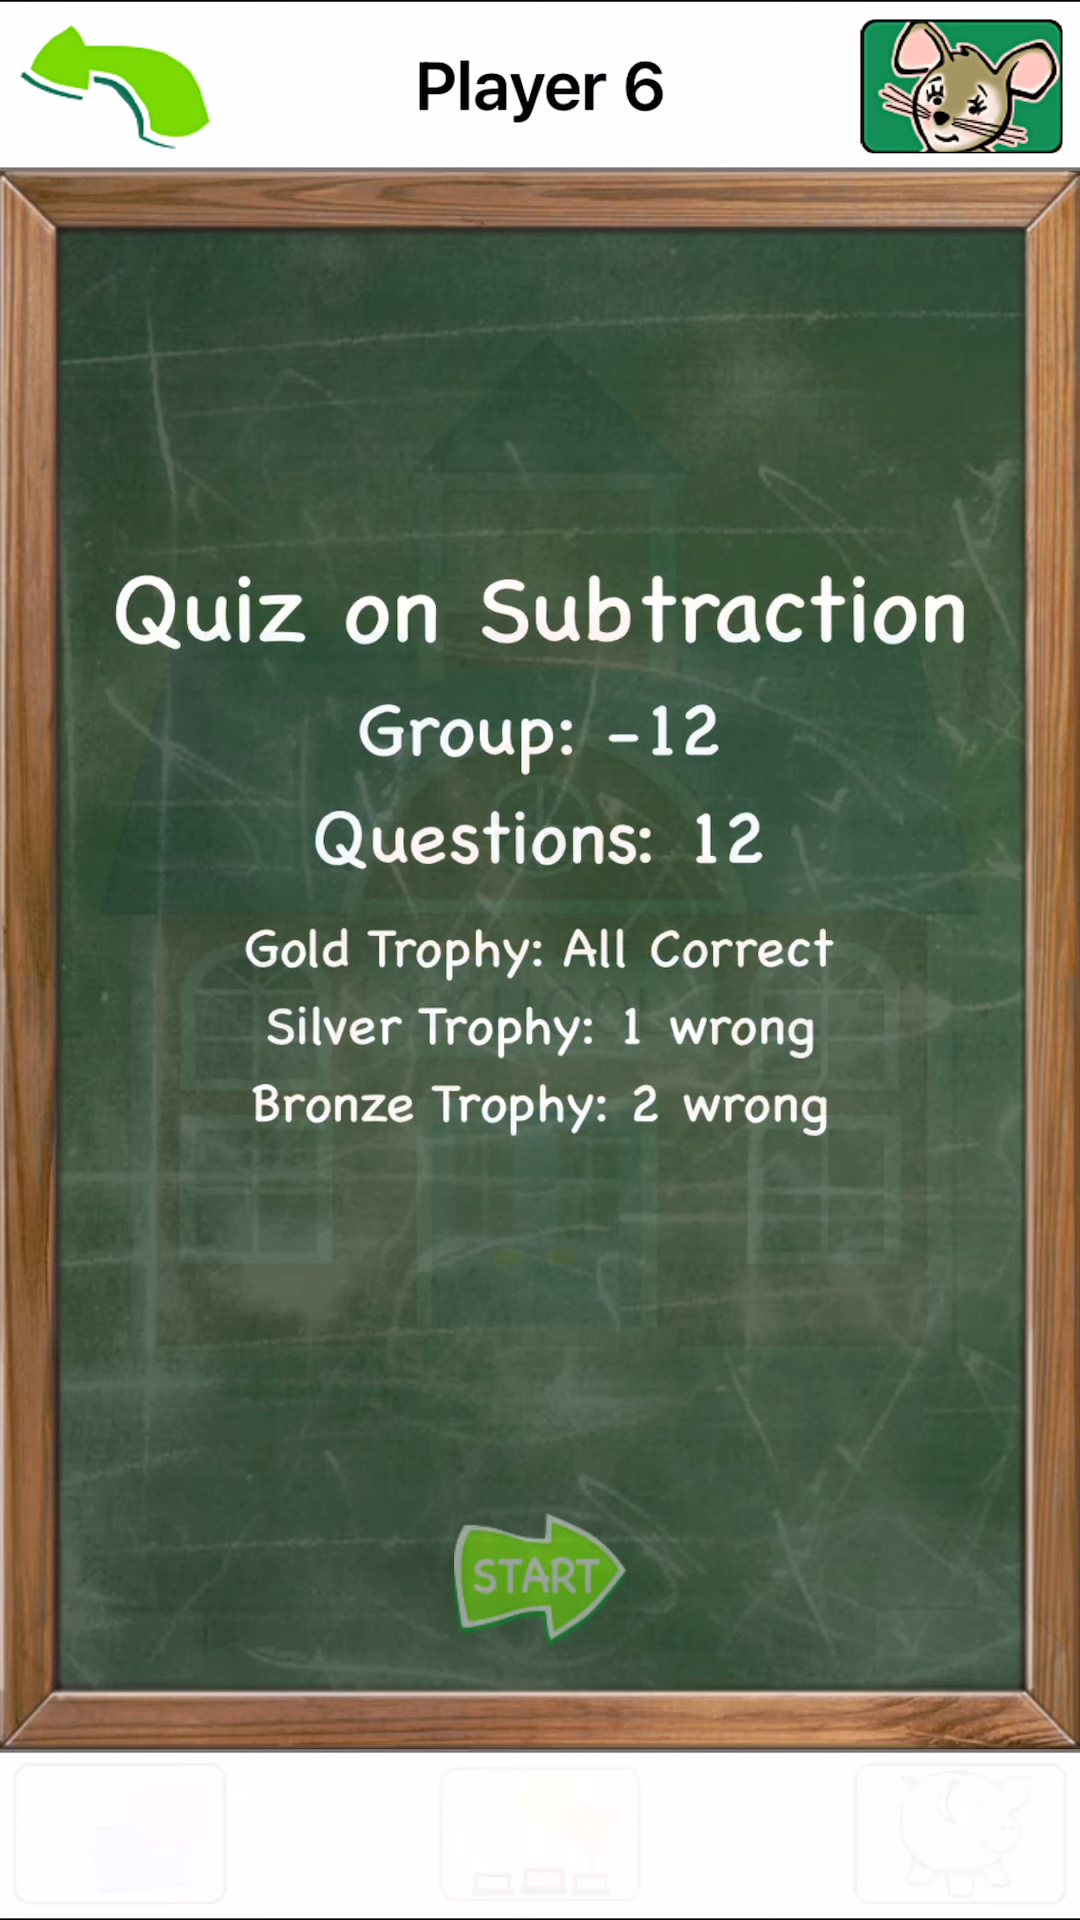 Player 6
Quiz on Subtraction
Group: -12
Questions: 12
Gold Trophy: All Correct
Silver Trophy: 1 wrong
Bronze Trophy: 2 wrong
START